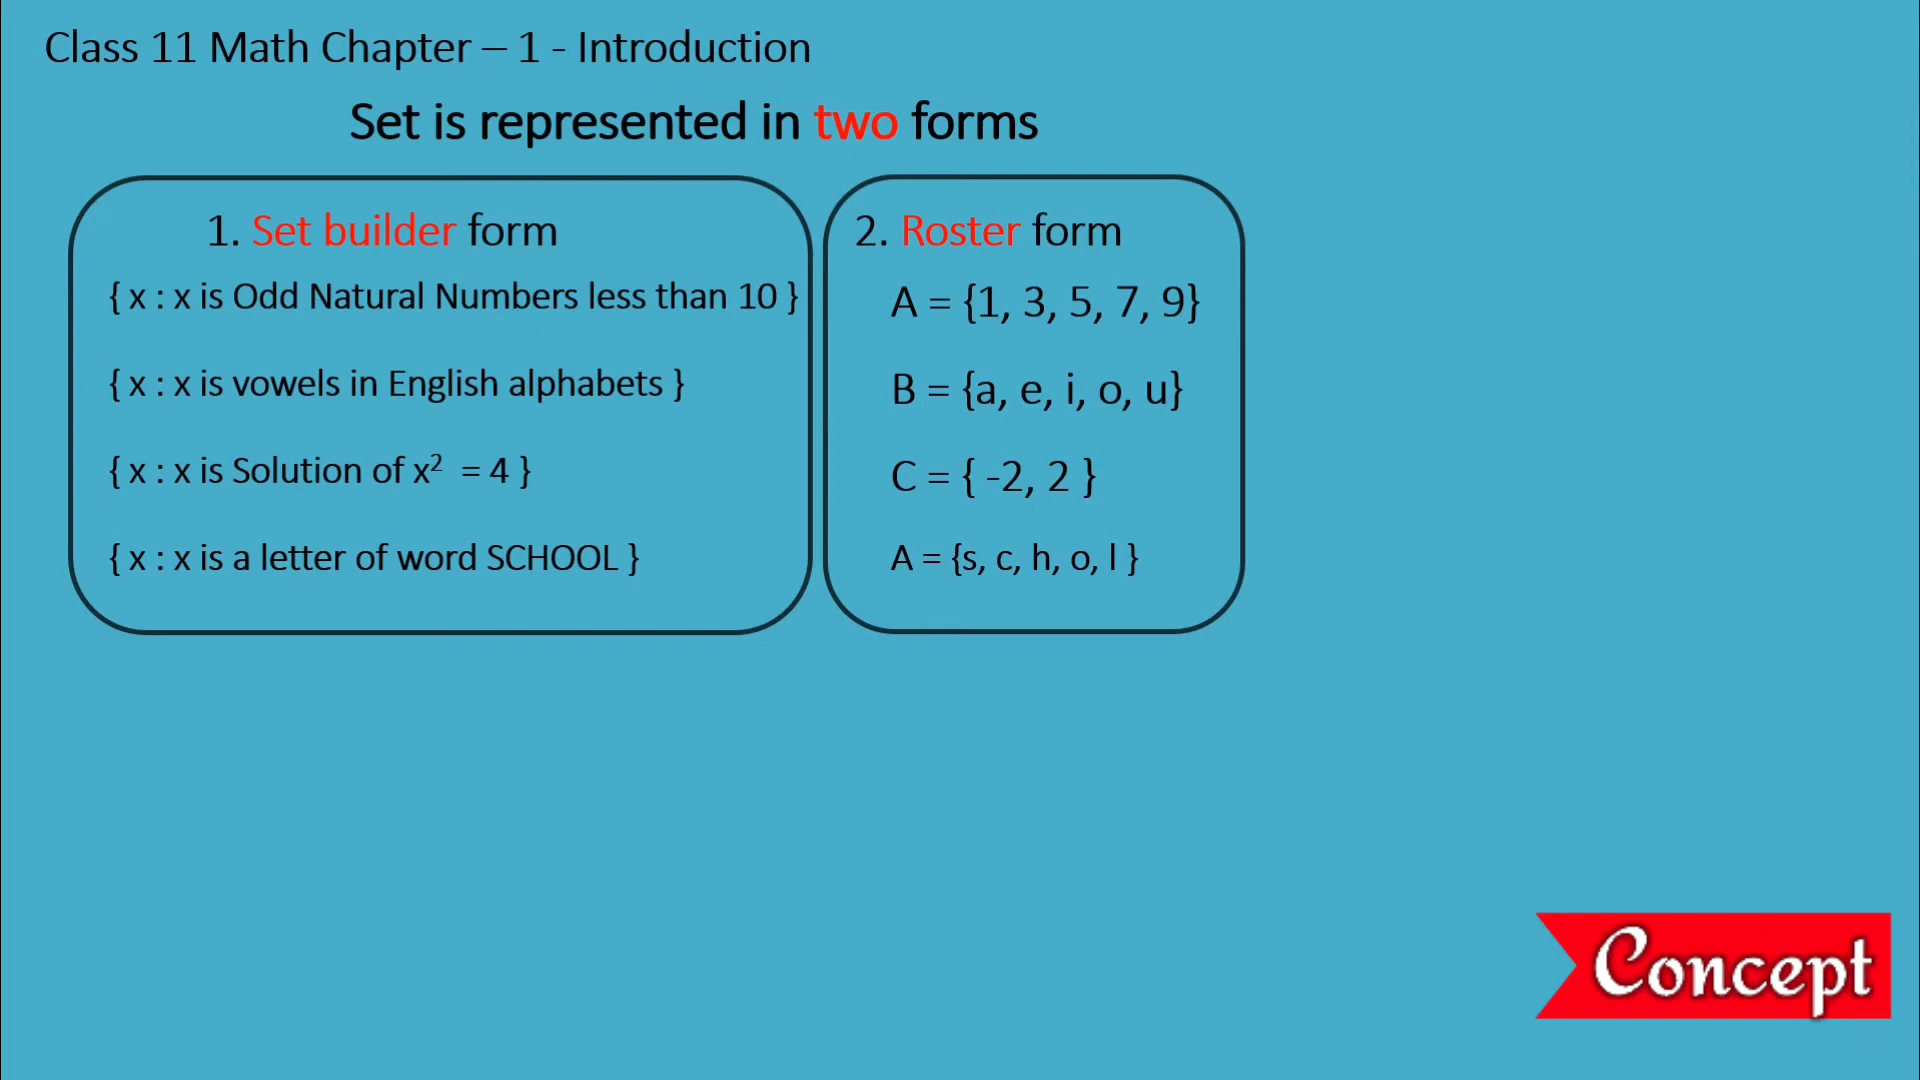 Class 11 Math Chapter – 1 - Introduction
Set is represented in two forms
1. Set builder form
{ x : x is Odd Natural Numbers less than 10 }
{ x : x is vowels in English alphabets }
{ x : x is Solution of x² = 4 }
{ x : x is a letter of word SCHOOL }
2. Roster form
A = {1, 3, 5, 7, 9}
B = {a, e, i, o, u}
C = { -2, 2 }
A = {s, c, h, o, l }
Concept